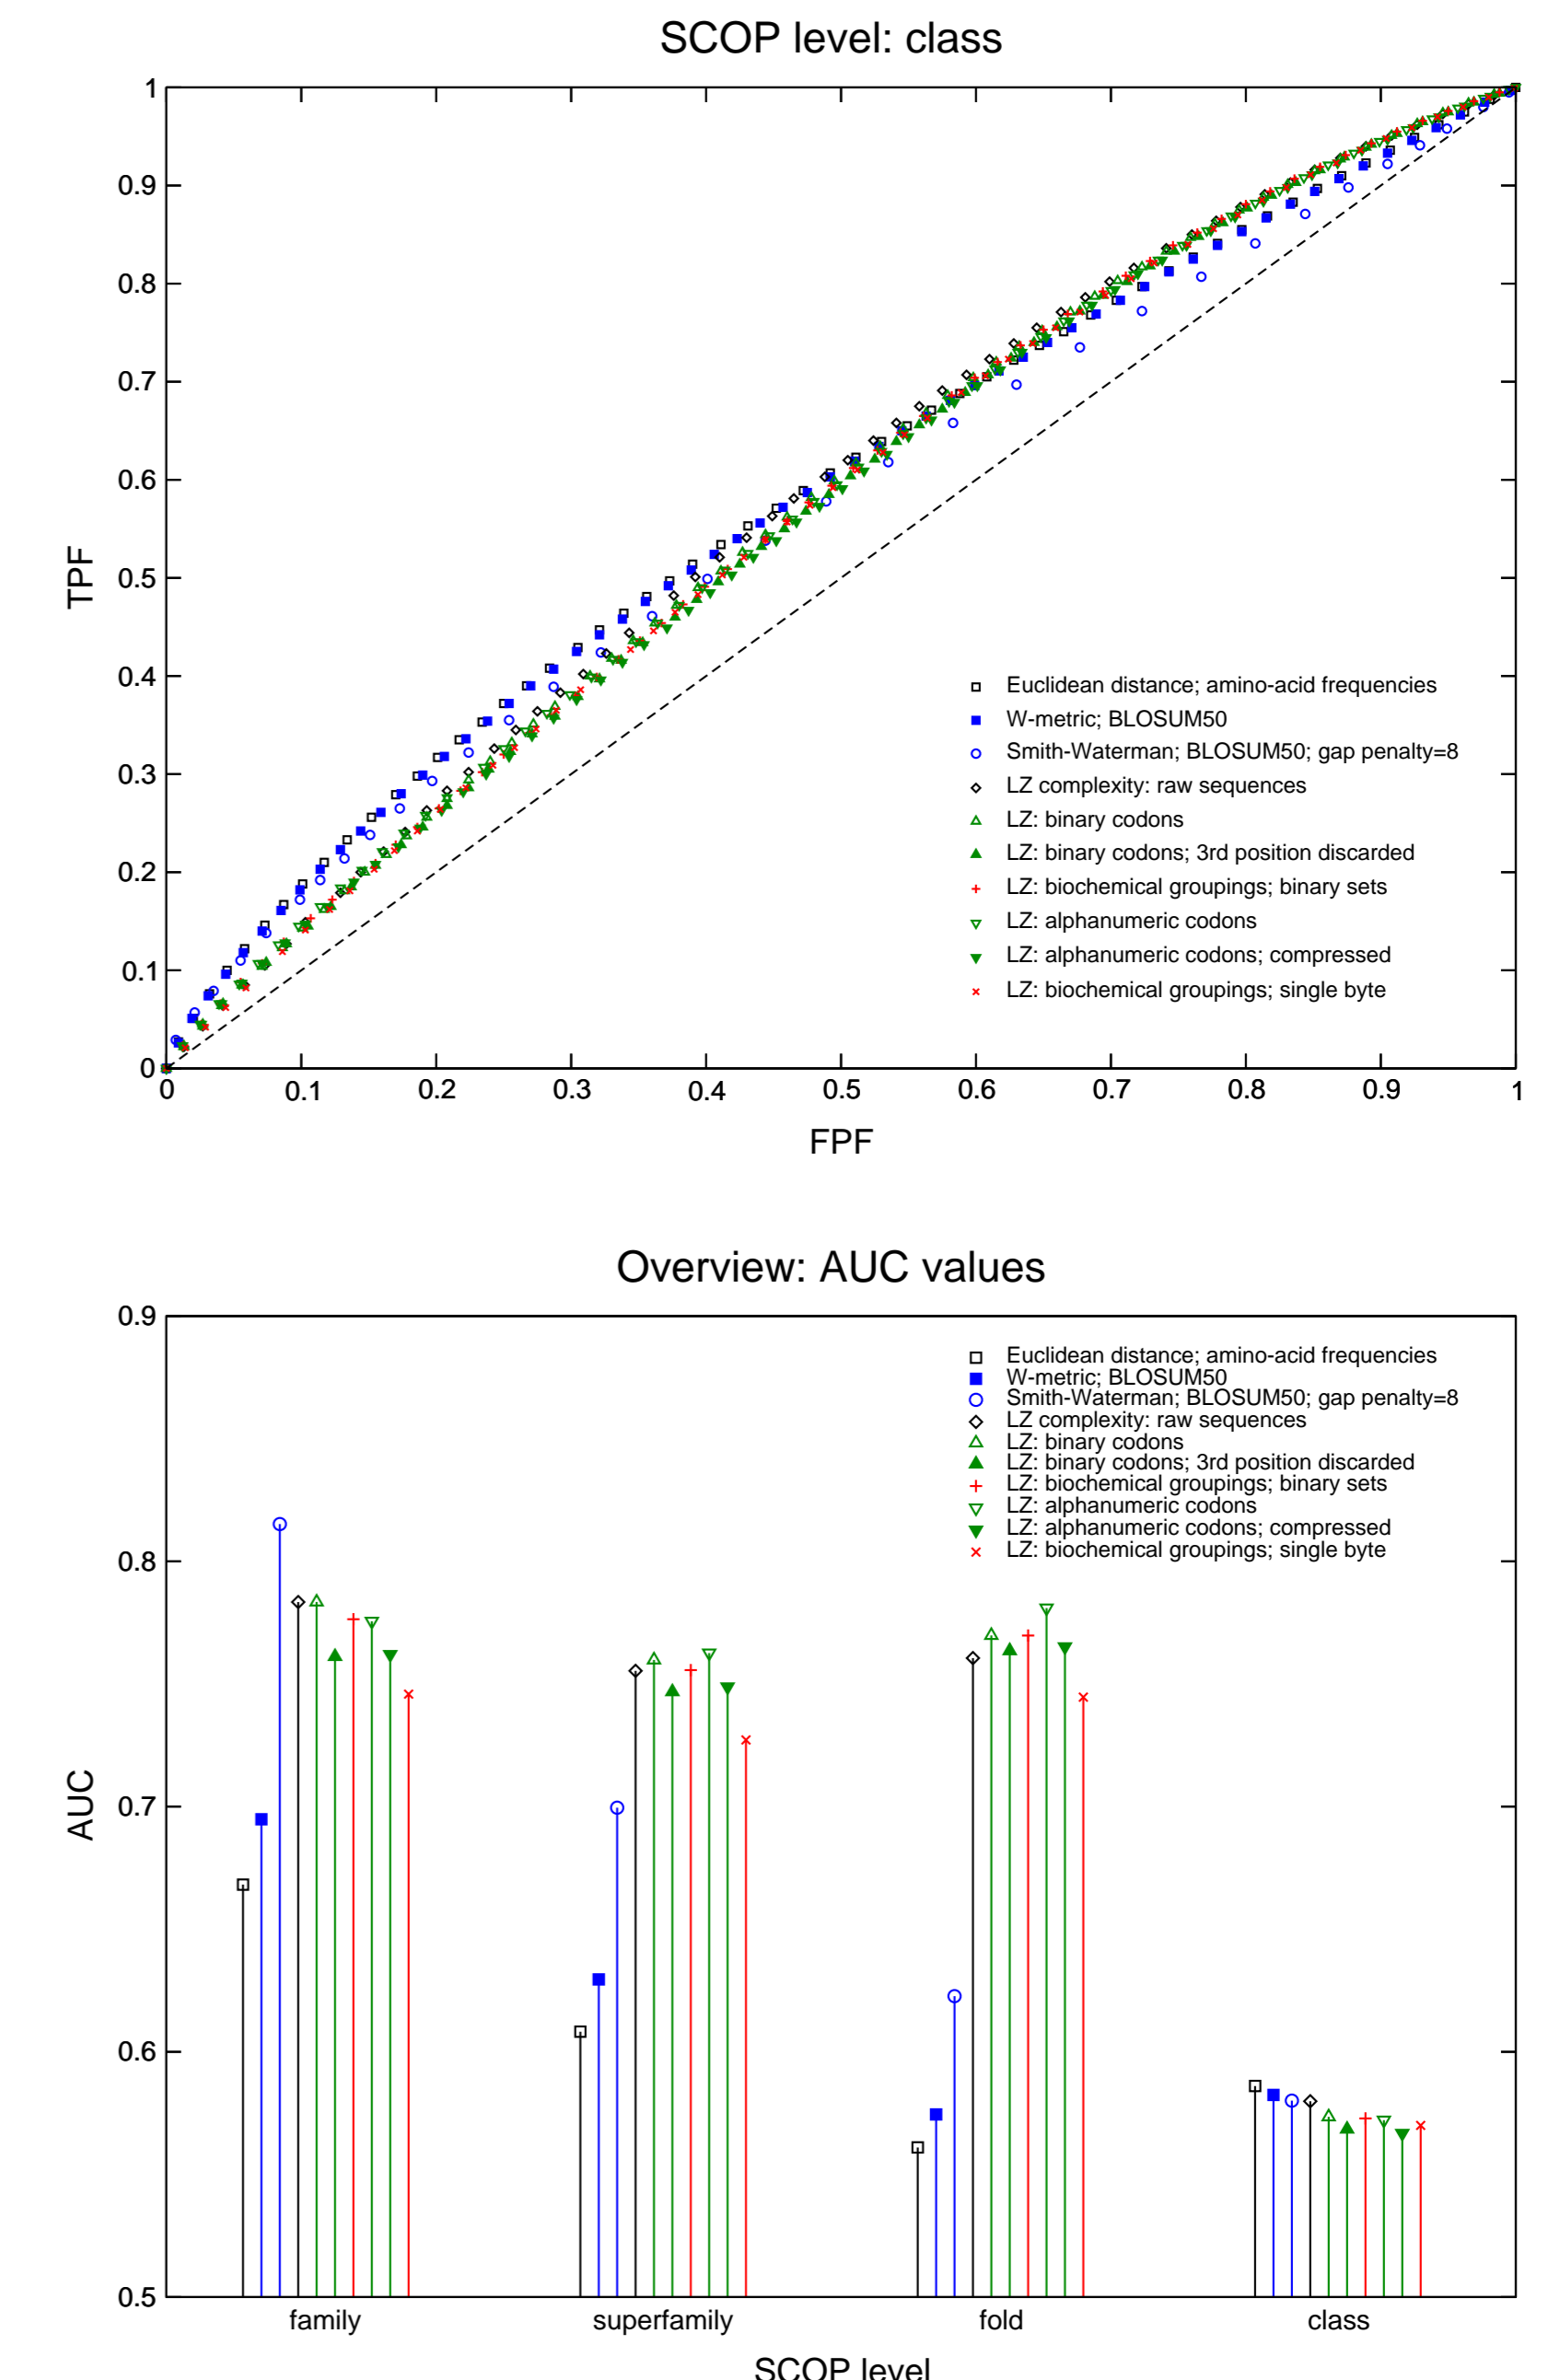 SCOP level: class
1
0.9
0.8
0.7
0.6
0.5
0.4
0.3
0.2
0.1
0
TPF
Euclidean distance; amino-acid frequencies
W-metric; BLOSUM50
Smith-Waterman; BLOSUM50; gap penalty=8
LZ complexity: raw sequences
LZ: binary codons
LZ: binary codons; 3rd position discarded
LZ: biochemical groupings; binary sets
LZ: alphanumeric codons
LZ: alphanumeric codons; compressed
LZ: biochemical groupings; single byte
0 0.1 0.2 0.3 0.4 0.5 0.6 0.7 0.8 0.9 1
FPF
Overview: AUC values
0.9
0.8
0.7
0.6
0.5
AUC
Euclidean distance; amino-acid frequencies
W-metric; BLOSUM50
Smith-Waterman; BLOSUM50; gap penalty=8
LZ complexity: raw sequences
LZ: binary codons
LZ: binary codons; 3rd position discarded
LZ: biochemical groupings; binary sets
LZ: alphanumeric codons
LZ: alphanumeric codons; compressed
LZ: biochemical groupings; single byte
family superfamily fold class
SCOP level